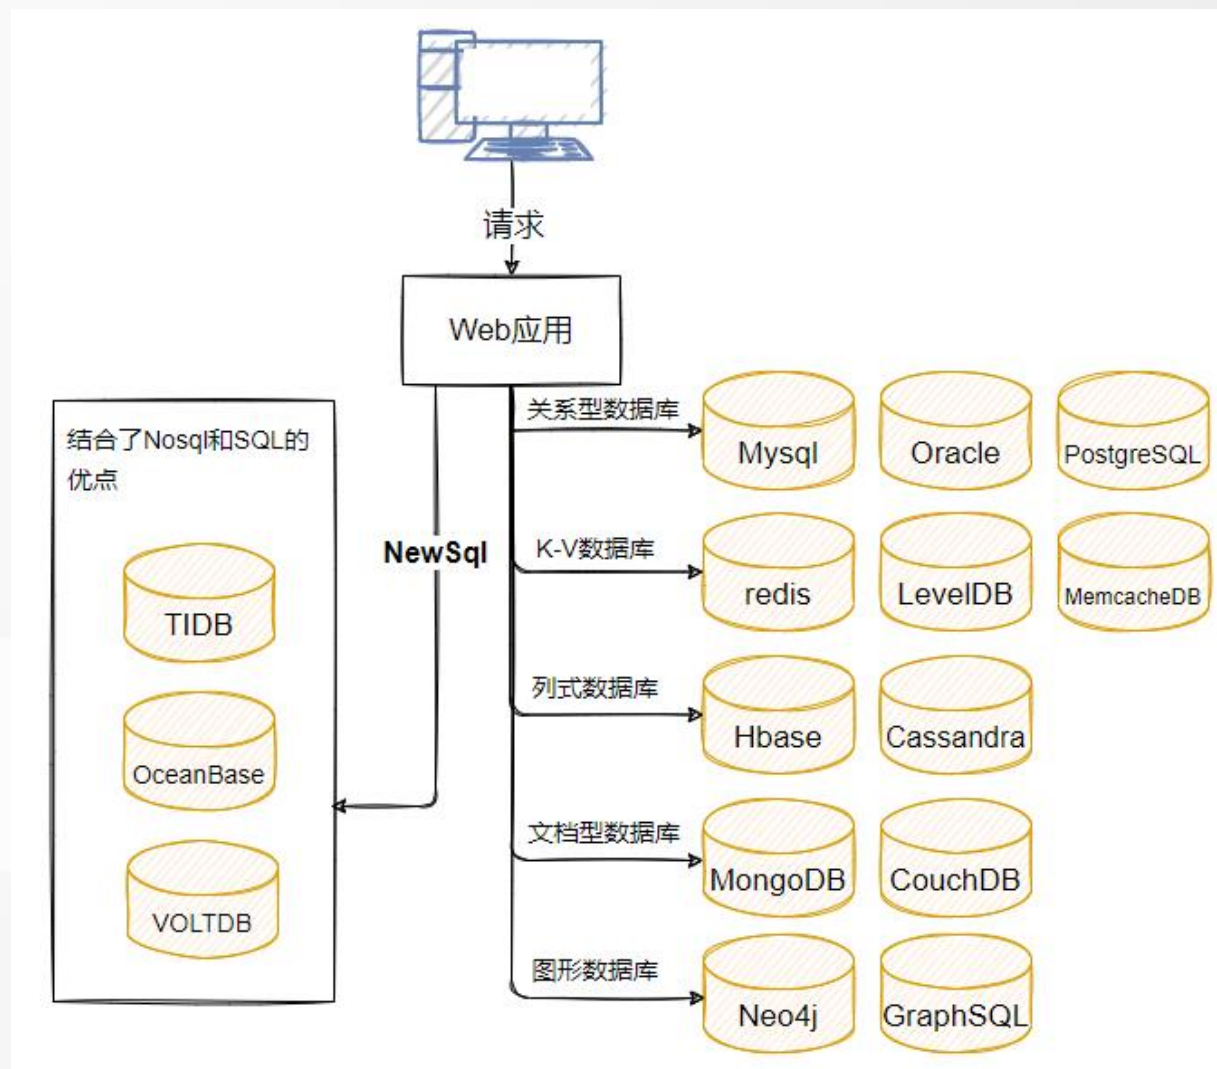 请求
Web应用
关系型数据库
Mysql
Oracle
PostgreSQL
结合了Nosql和SQL的
优点
NewSql
K-V数据库
redis
LevelDB
MemcacheDB
TIDB
列式数据库
Hbase
Cassandra
OceanBase
文档型数据库
MongoDB
CouchDB
VOLTDB
图形数据库
Neo4j
GraphSQL